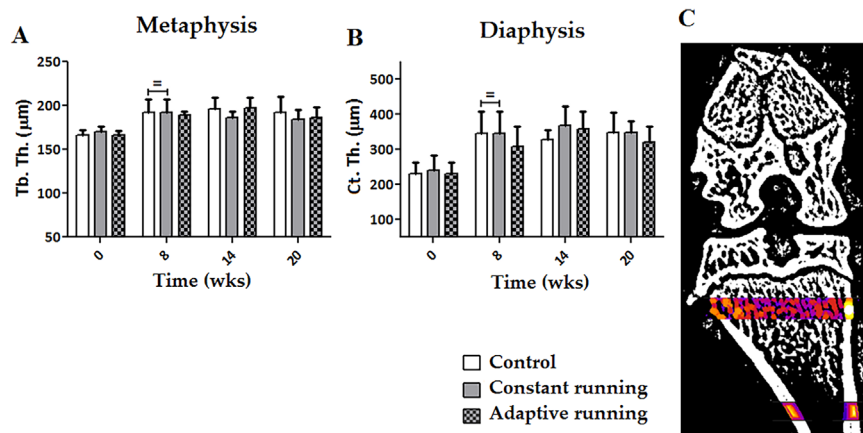 A
Metaphysis
Tb. Th. (µm)
250
200
150
100
50
=
0
8
14
20
Time (wks)
B
Diaphysis
Ct. Th. (µm)
500
400
300
200
100
=
0
8
14
20
Time (wks)
Control
Constant running
Adaptive running
C